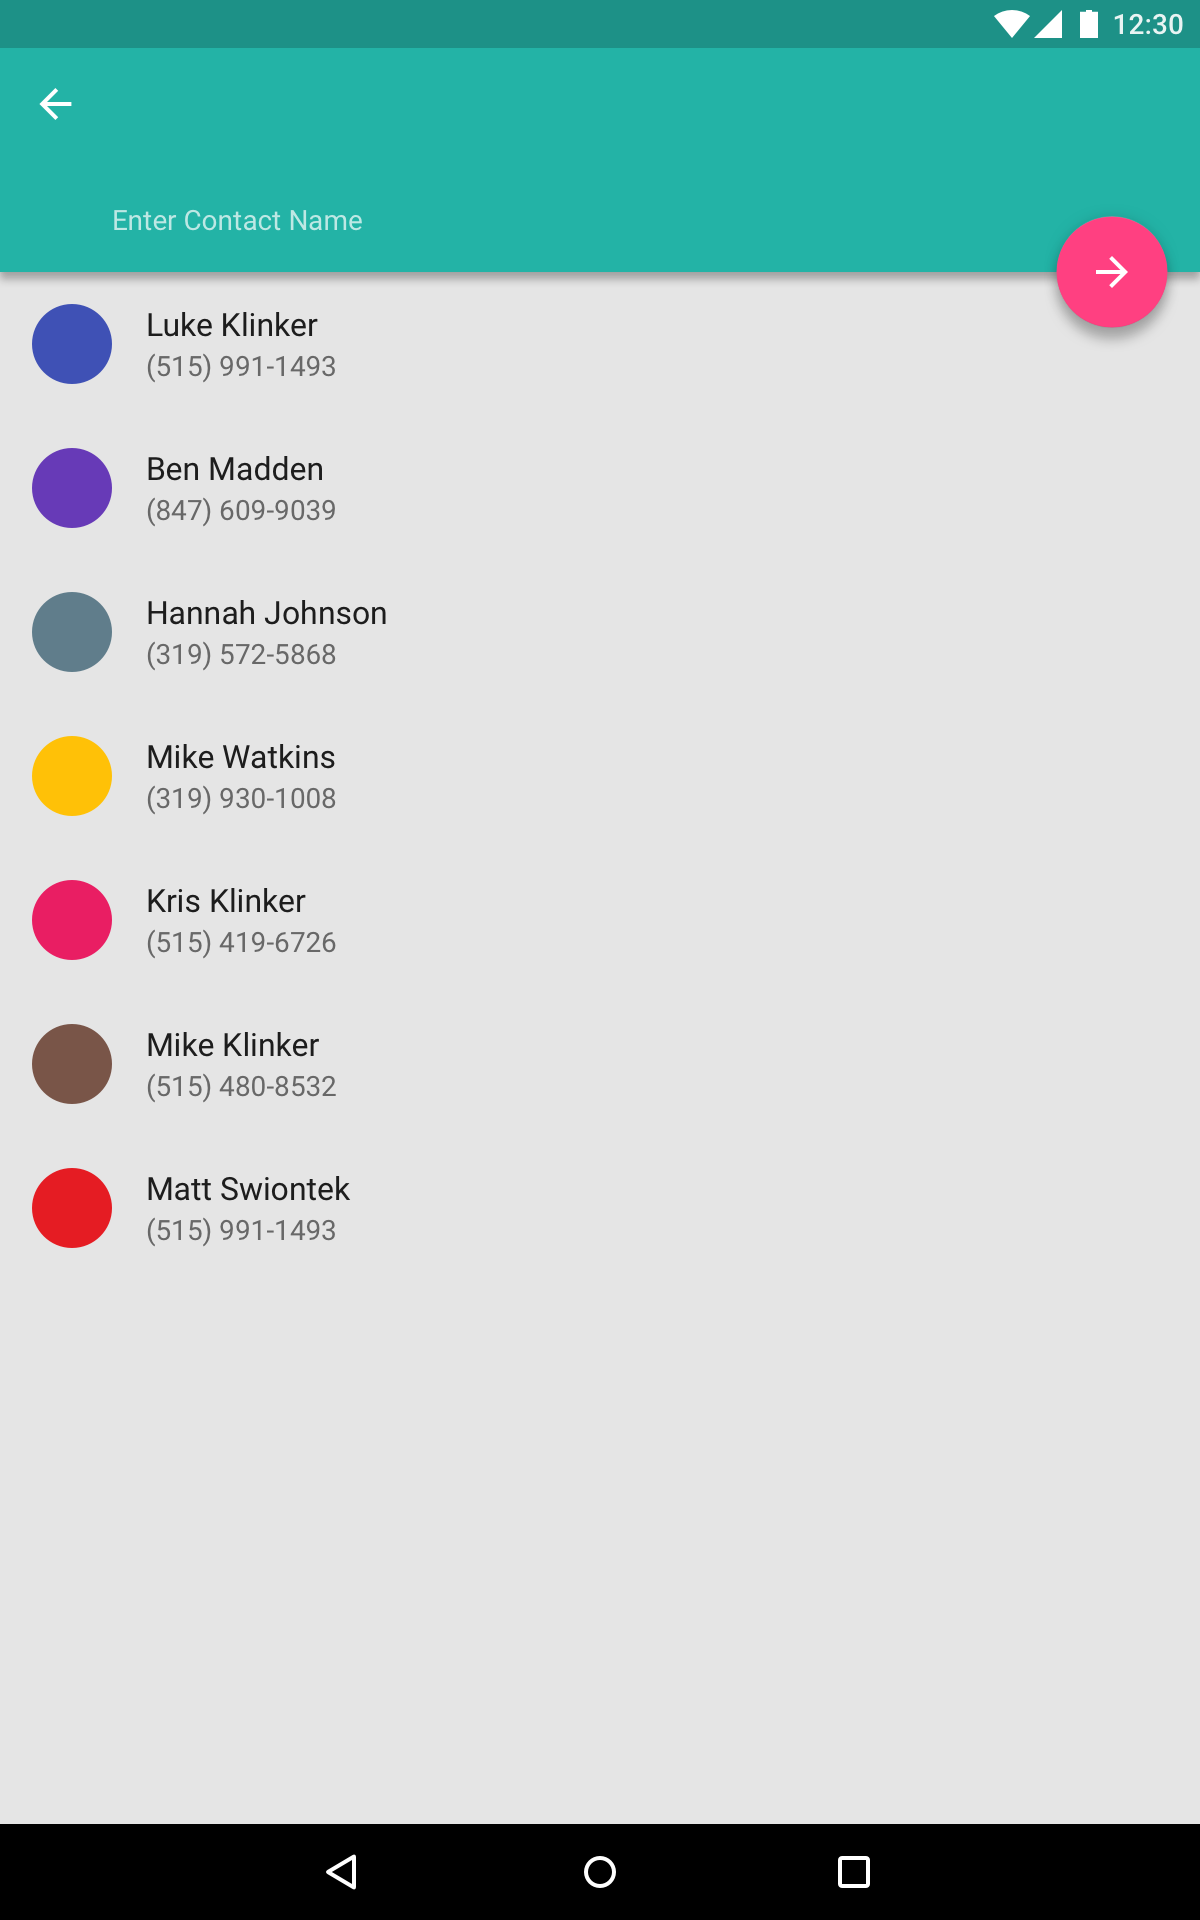 12:30
Enter Contact Name
Luke Klinker
(515) 991-1493
Ben Madden
(847) 609-9039
Hannah Johnson
(319) 572-5868
Mike Watkins
(319) 930-1008
Kris Klinker
(515) 419-6726
Mike Klinker
(515) 480-8532
Matt Swiontek
(515) 991-1493